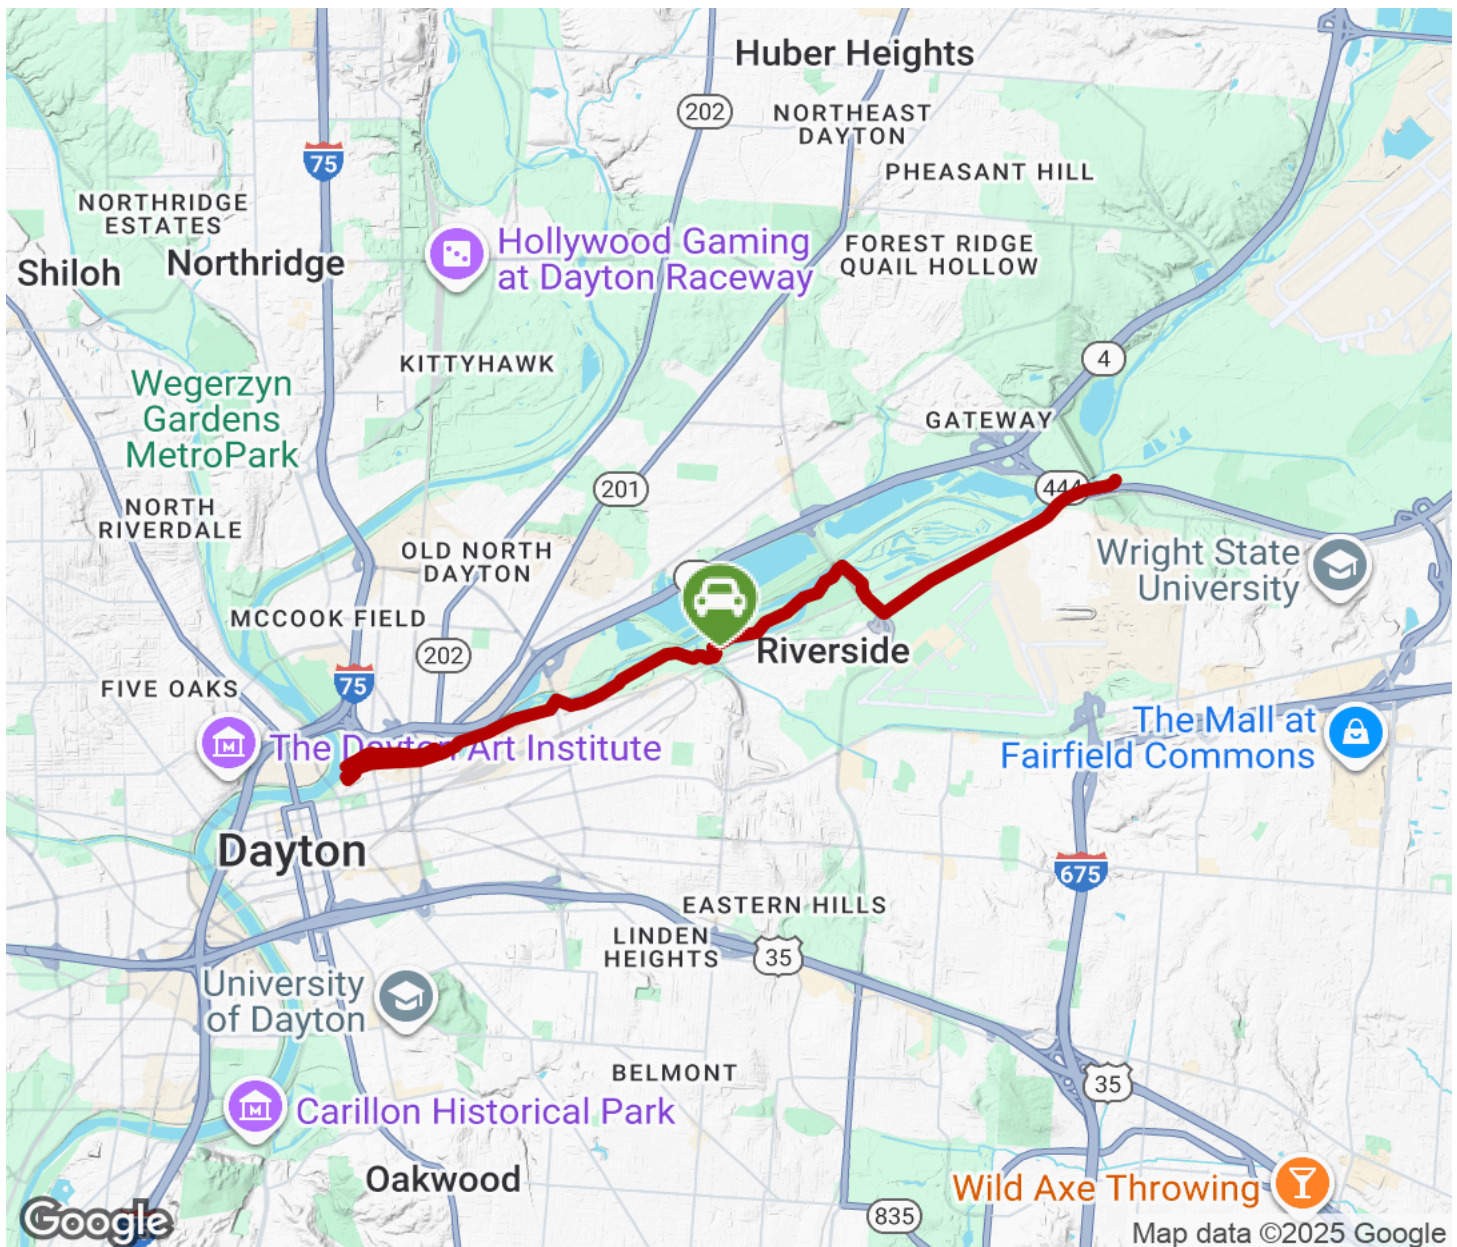 Huber Heights
202
NORTHEAST
DAYTON
75
PHEASANT HILL
NORTHRIDGE
ESTATES
Shiloh
Northridge
Hollywood Gaming
at Dayton Raceway
FOREST RIDGE
QUAIL HOLLOW
KITTYHAWK
4
Wegerzyn
Gardens
MetroPark
GATEWAY
201
444
NORTH
RIVERDALE
OLD NORTH
DAYTON
Wright State
University
MCCOOK FIELD
202
Riverside
75
FIVE OAKS
The Dayton Art Institute
The Mall at
Fairfield Commons
Dayton
675
EASTERN HILLS
LINDEN
HEIGHTS
35
University
of Dayton
BELMONT
35
Carillon Historical Park
Oakwood
Wild Axe Throwing
835
Google
Map data ©2025 Google